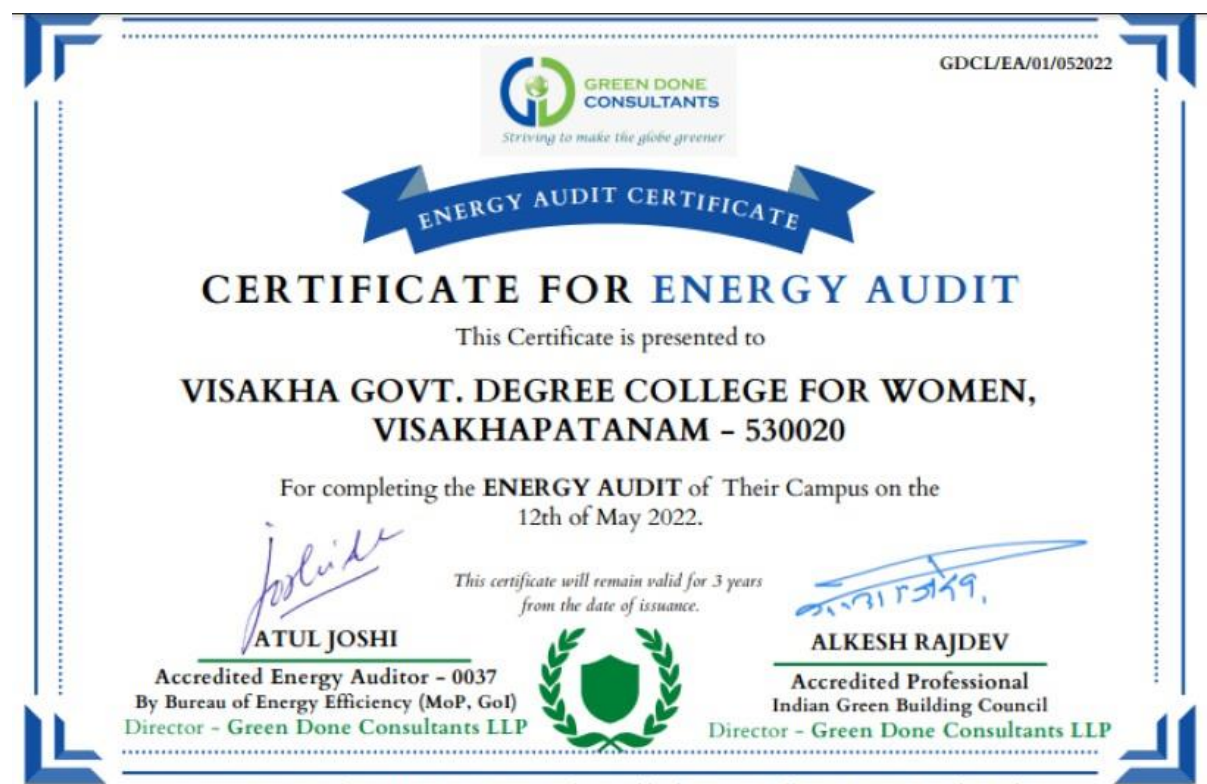 GDCL/EA/01/052022
GREEN DONE
CONSULTANTS
Striving to make the globe greener
ENERGY AUDIT CERTIFICATE
CERTIFICATE FOR ENERGY AUDIT
This Certificate is presented to
VISAKHA GOVT. DEGREE COLLEGE FOR WOMEN,
VISAKHAPATANAM – 530020
For completing the ENERGY AUDIT of Their Campus on the
12th of May 2022.
This certificate will remain valid for 3 years
from the date of issuance.
ATUL JOSHI
Accredited Energy Auditor – 0037
By Bureau of Energy Efficiency (MoP, GoI)
Director – Green Done Consultants LLP
ALKESH RAJDEV
Accredited Professional
Indian Green Building Council
Director – Green Done Consultants LLP